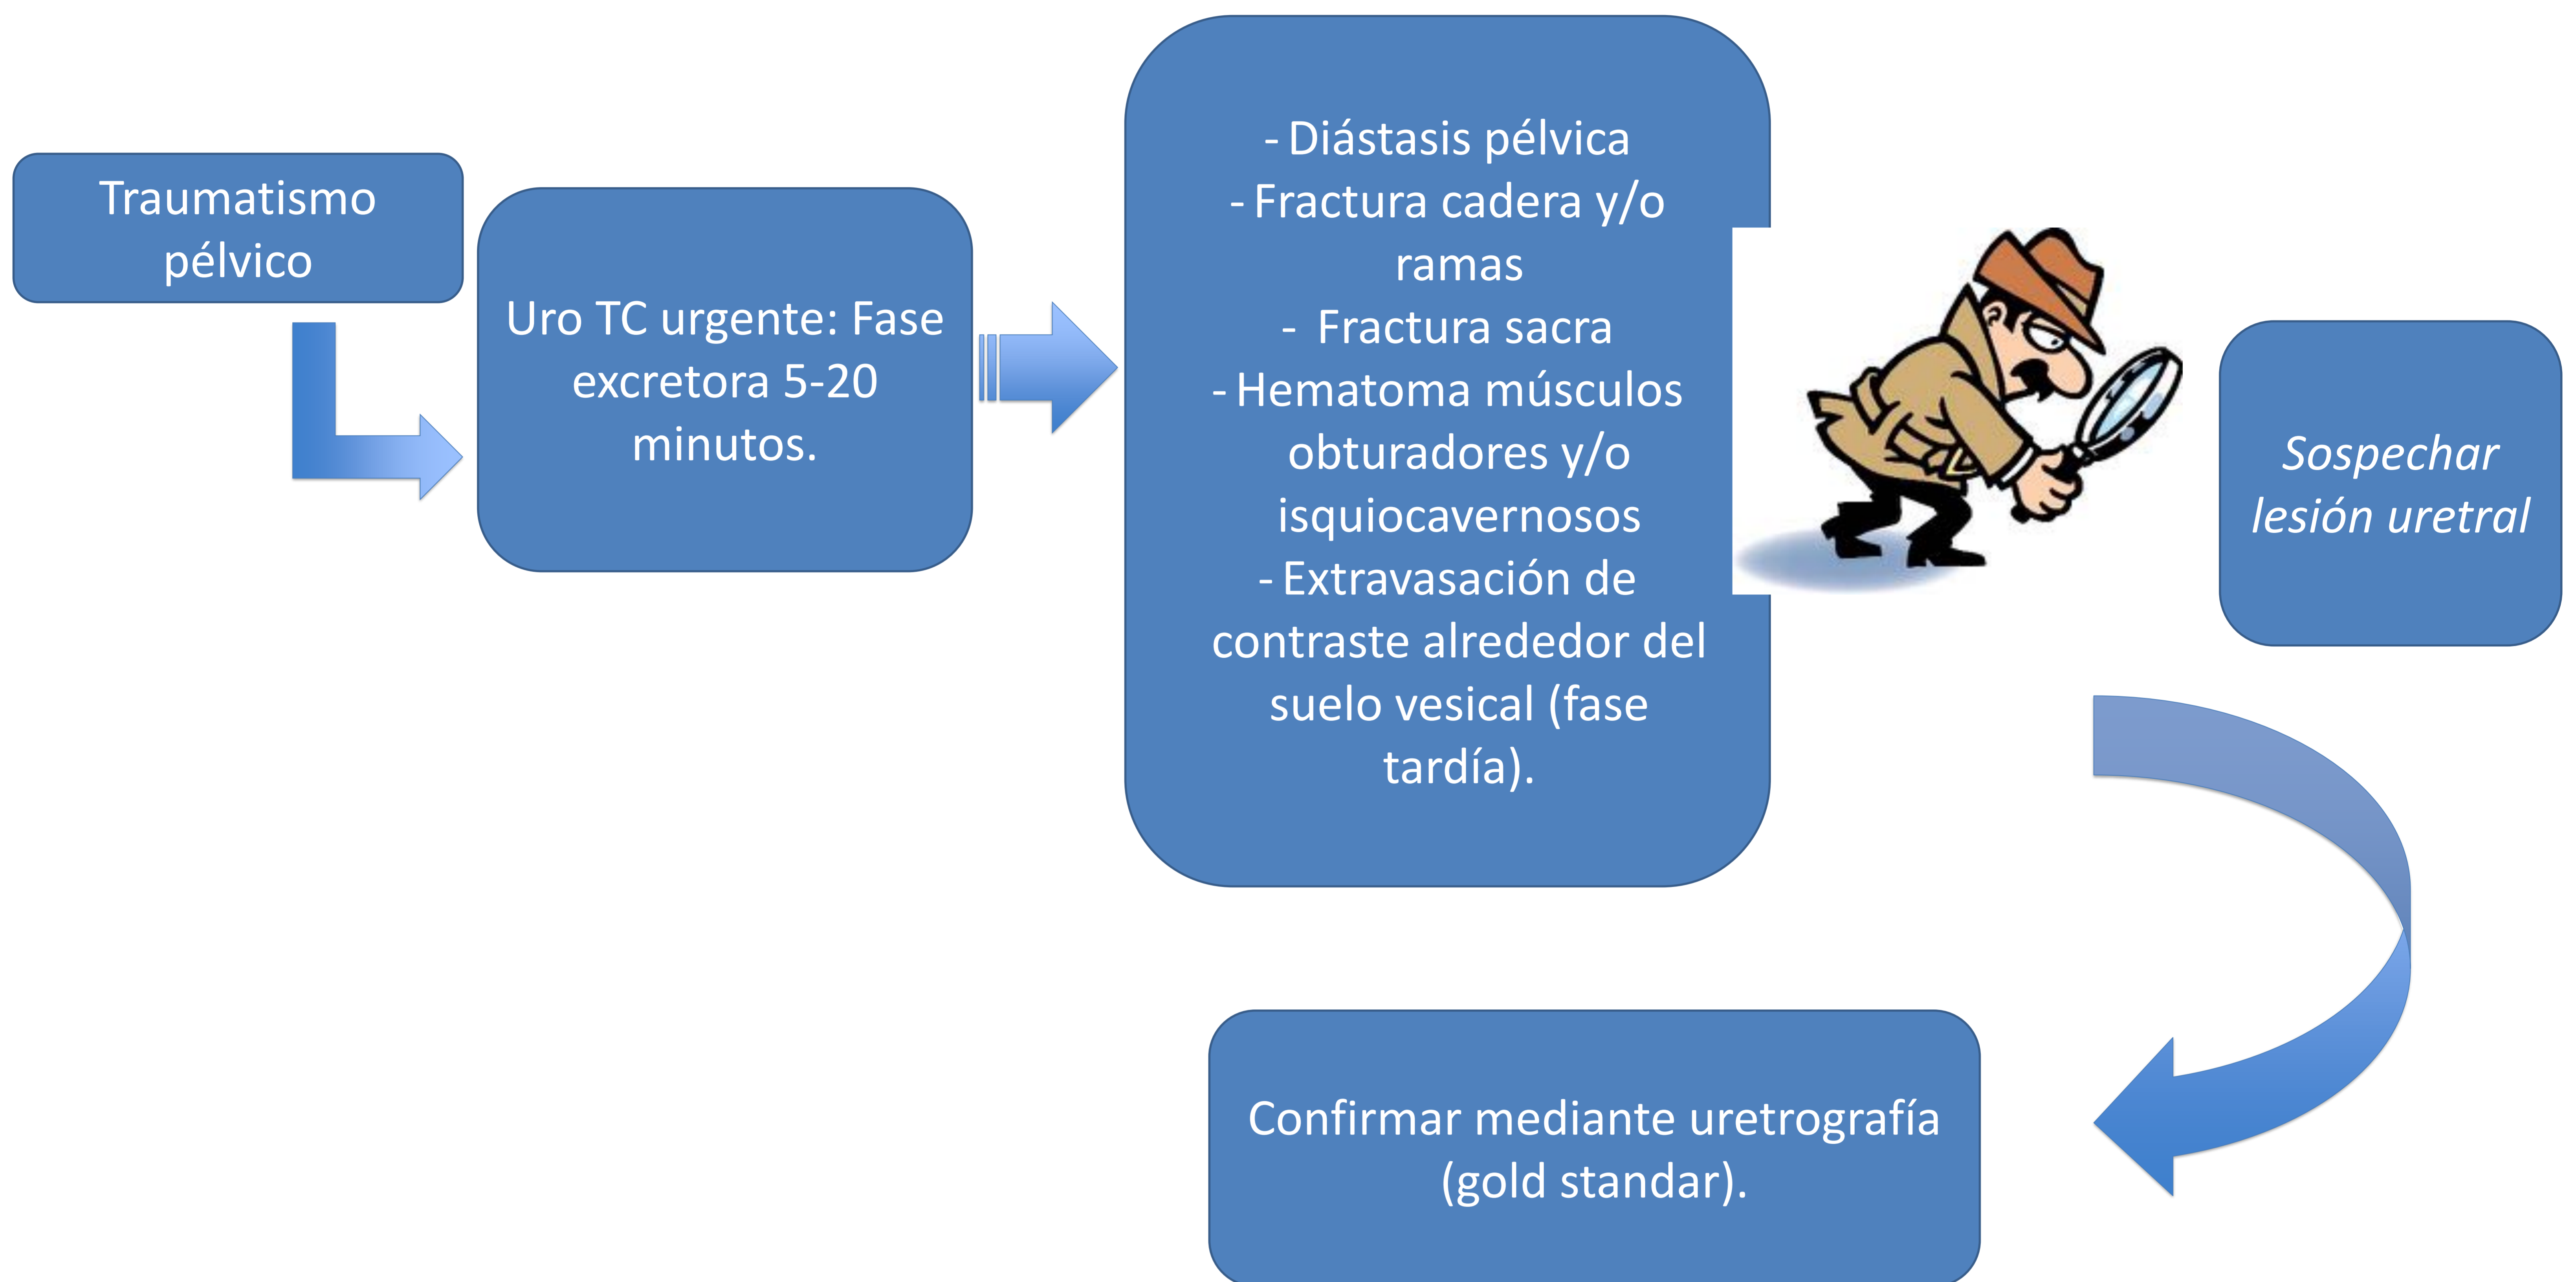 Traumatismo
pélvico
Uro TC urgente: Fase
excretora 5-20
minutos.
- Diástasis pélvica
- Fractura cadera y/o
ramas
- Fractura sacra
- Hematoma músculos
obturadores y/o
isquiocavernosos
- Extravasación de
contraste alrededor del
suelo vesical (fase
tardía).
Sospechar
lesión uretral
Confirmar mediante uretrografía
(gold standar).